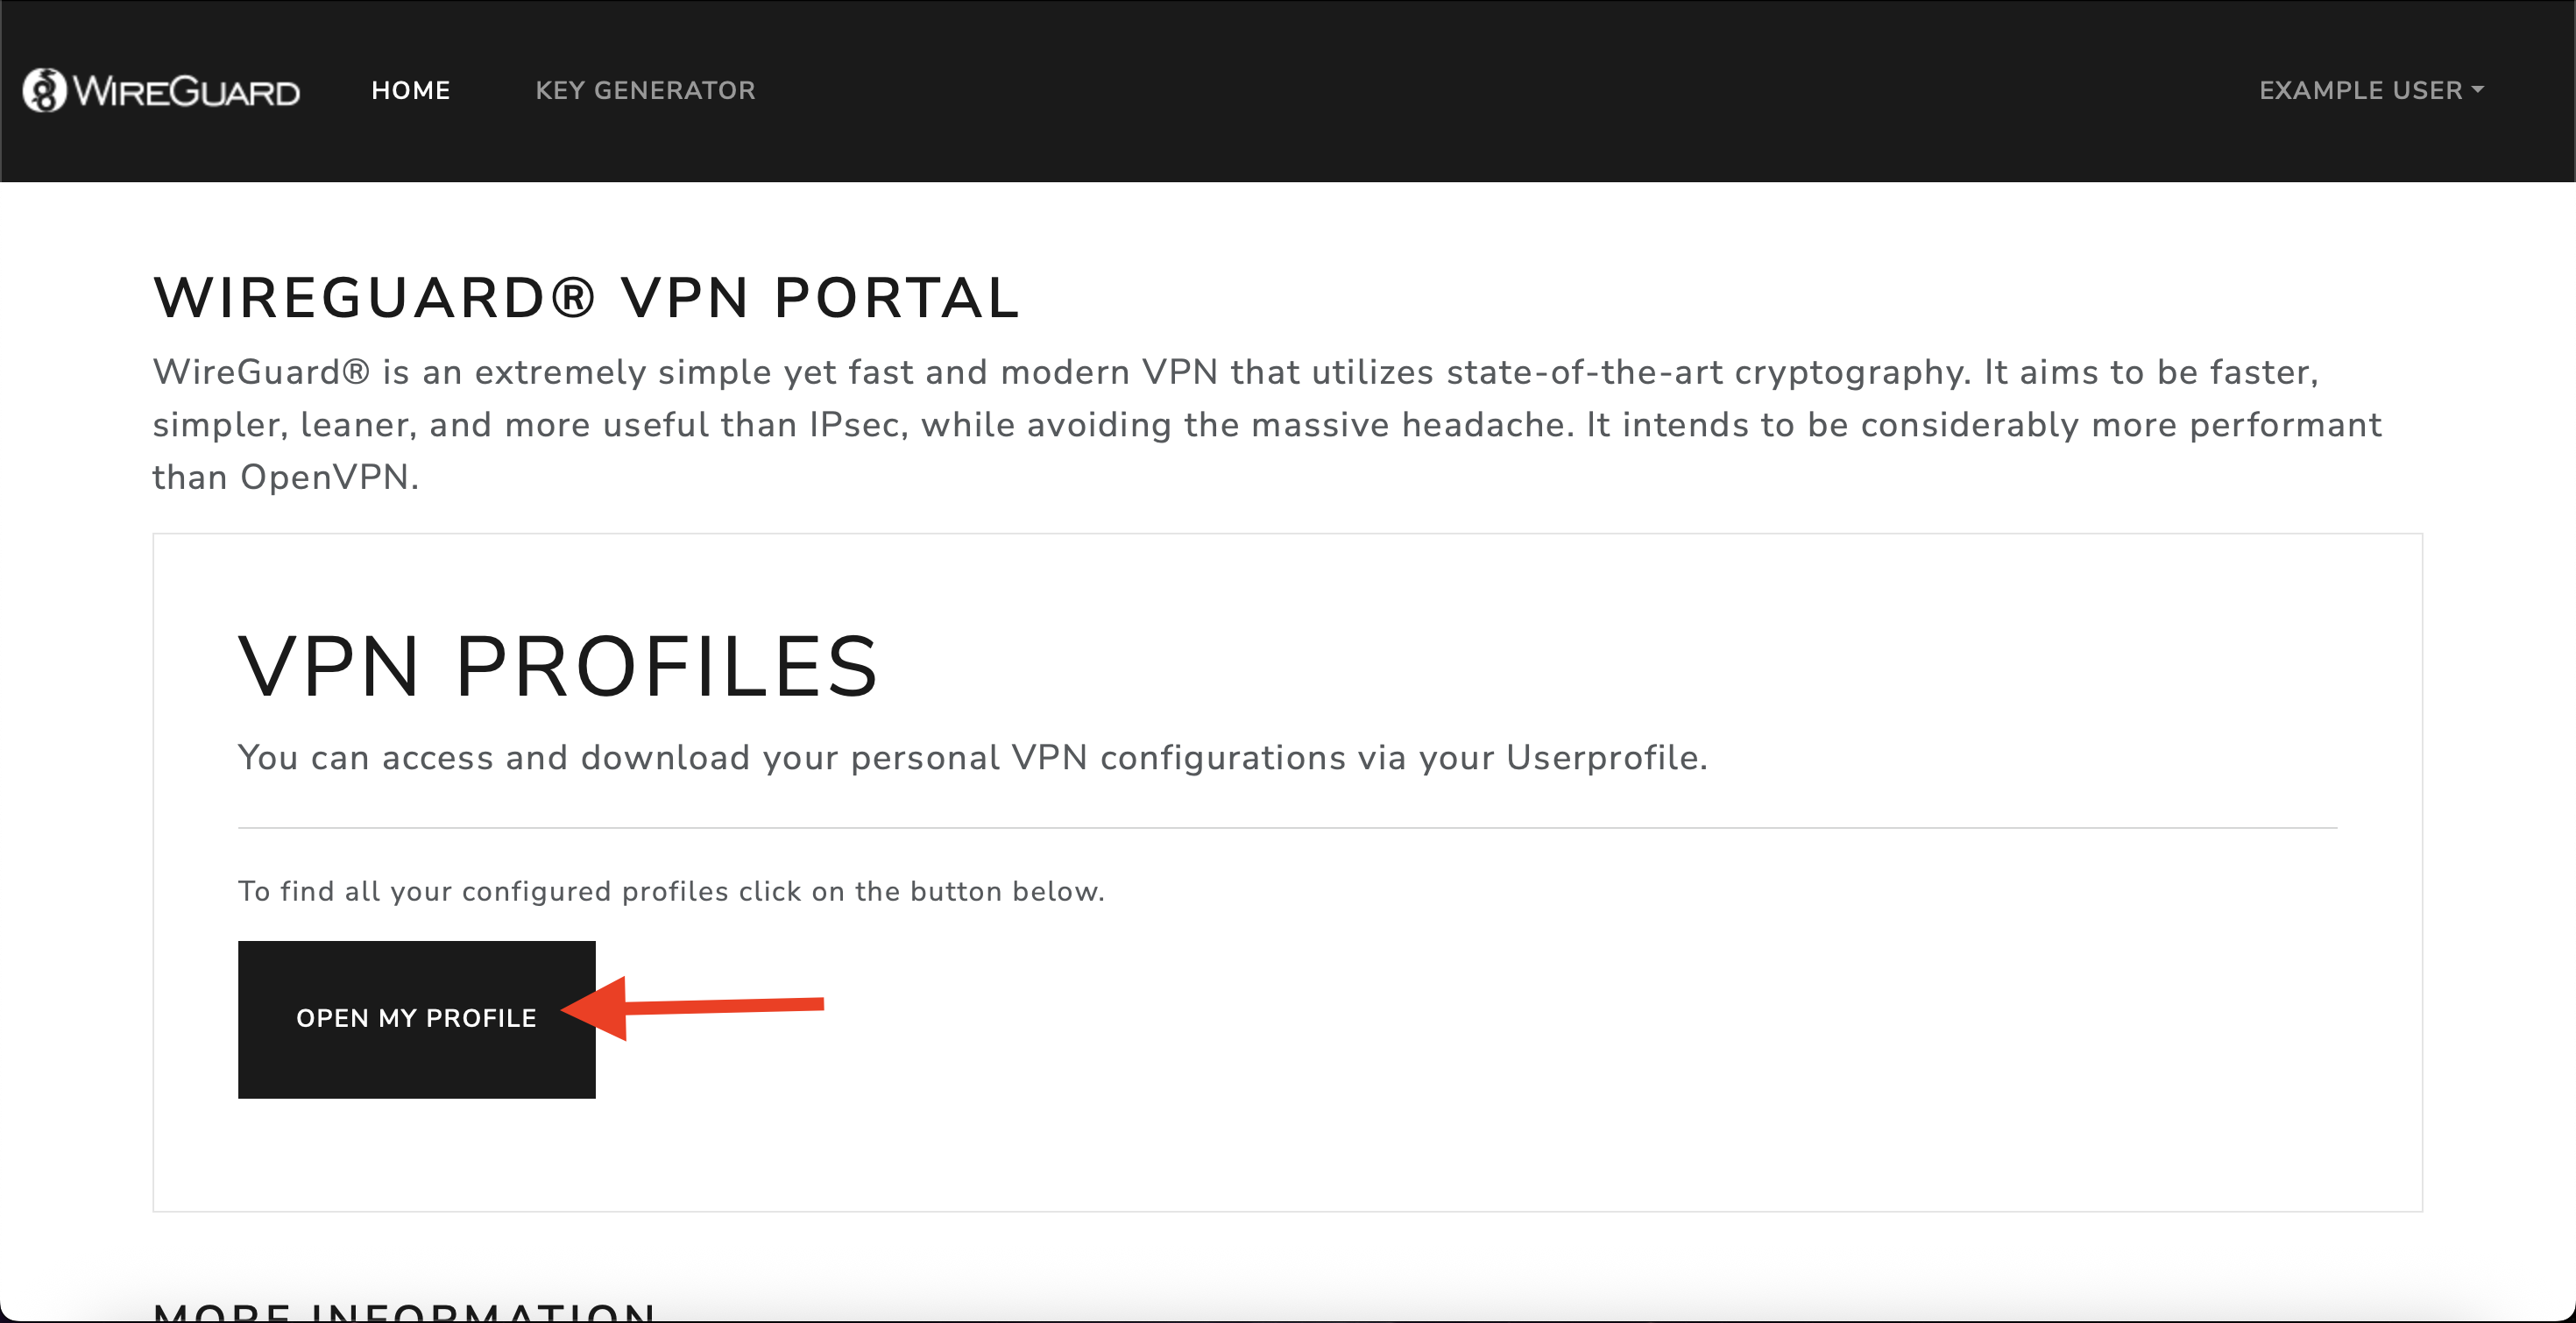 WIREGUARD
HOME
KEY GENERATOR
EXAMPLE USER
WIREGUARD® VPN PORTAL
WireGuard® is an extremely simple yet fast and modern VPN that utilizes state-of-the-art cryptography. It aims to be faster,
simpler, leaner, and more useful than IPsec, while avoiding the massive headache. It intends to be considerably more performant
than OpenVPN.
VPN PROFILES
You can access and download your personal VPN configurations via your Userprofile.
To find all your configured profiles click on the button below.
OPEN MY PROFILE
MORE INFORMATION